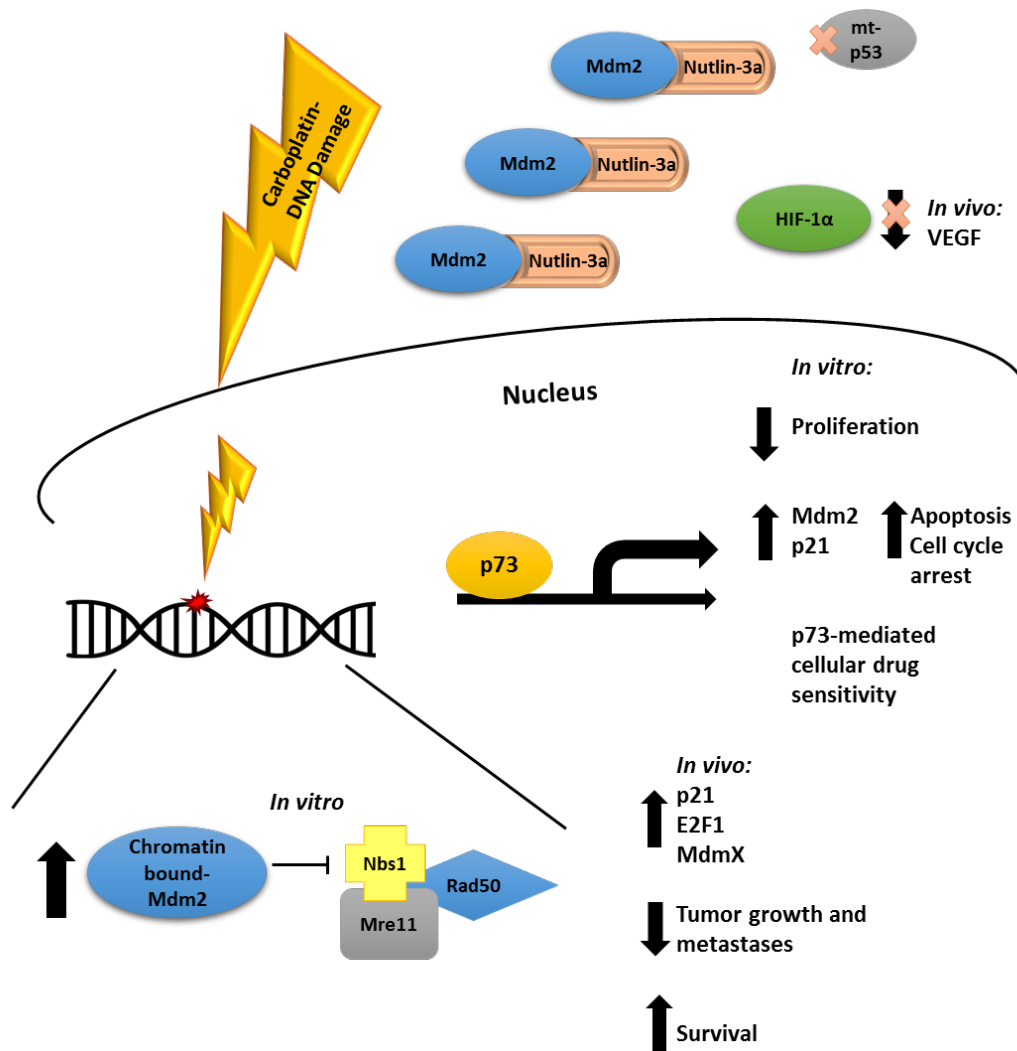 mt-
p53
Mdm2
Nutlin-3a
Carboplatin-
DNA Damage
Mdm2
Nutlin-3a
HIF-1α
In vivo:
VEGF
Mdm2
Nutlin-3a
Nucleus
In vitro:
Proliferation
Mdm2
p21
Apoptosis
Cell cycle
arrest
p73
p73-mediated
cellular drug
sensitivity
In vivo:
p21
E2F1
MdmX
In vitro
Chromatin
bound-
Mdm2
Nbs1
Rad50
Mre11
Tumor growth and
metastases
Survival